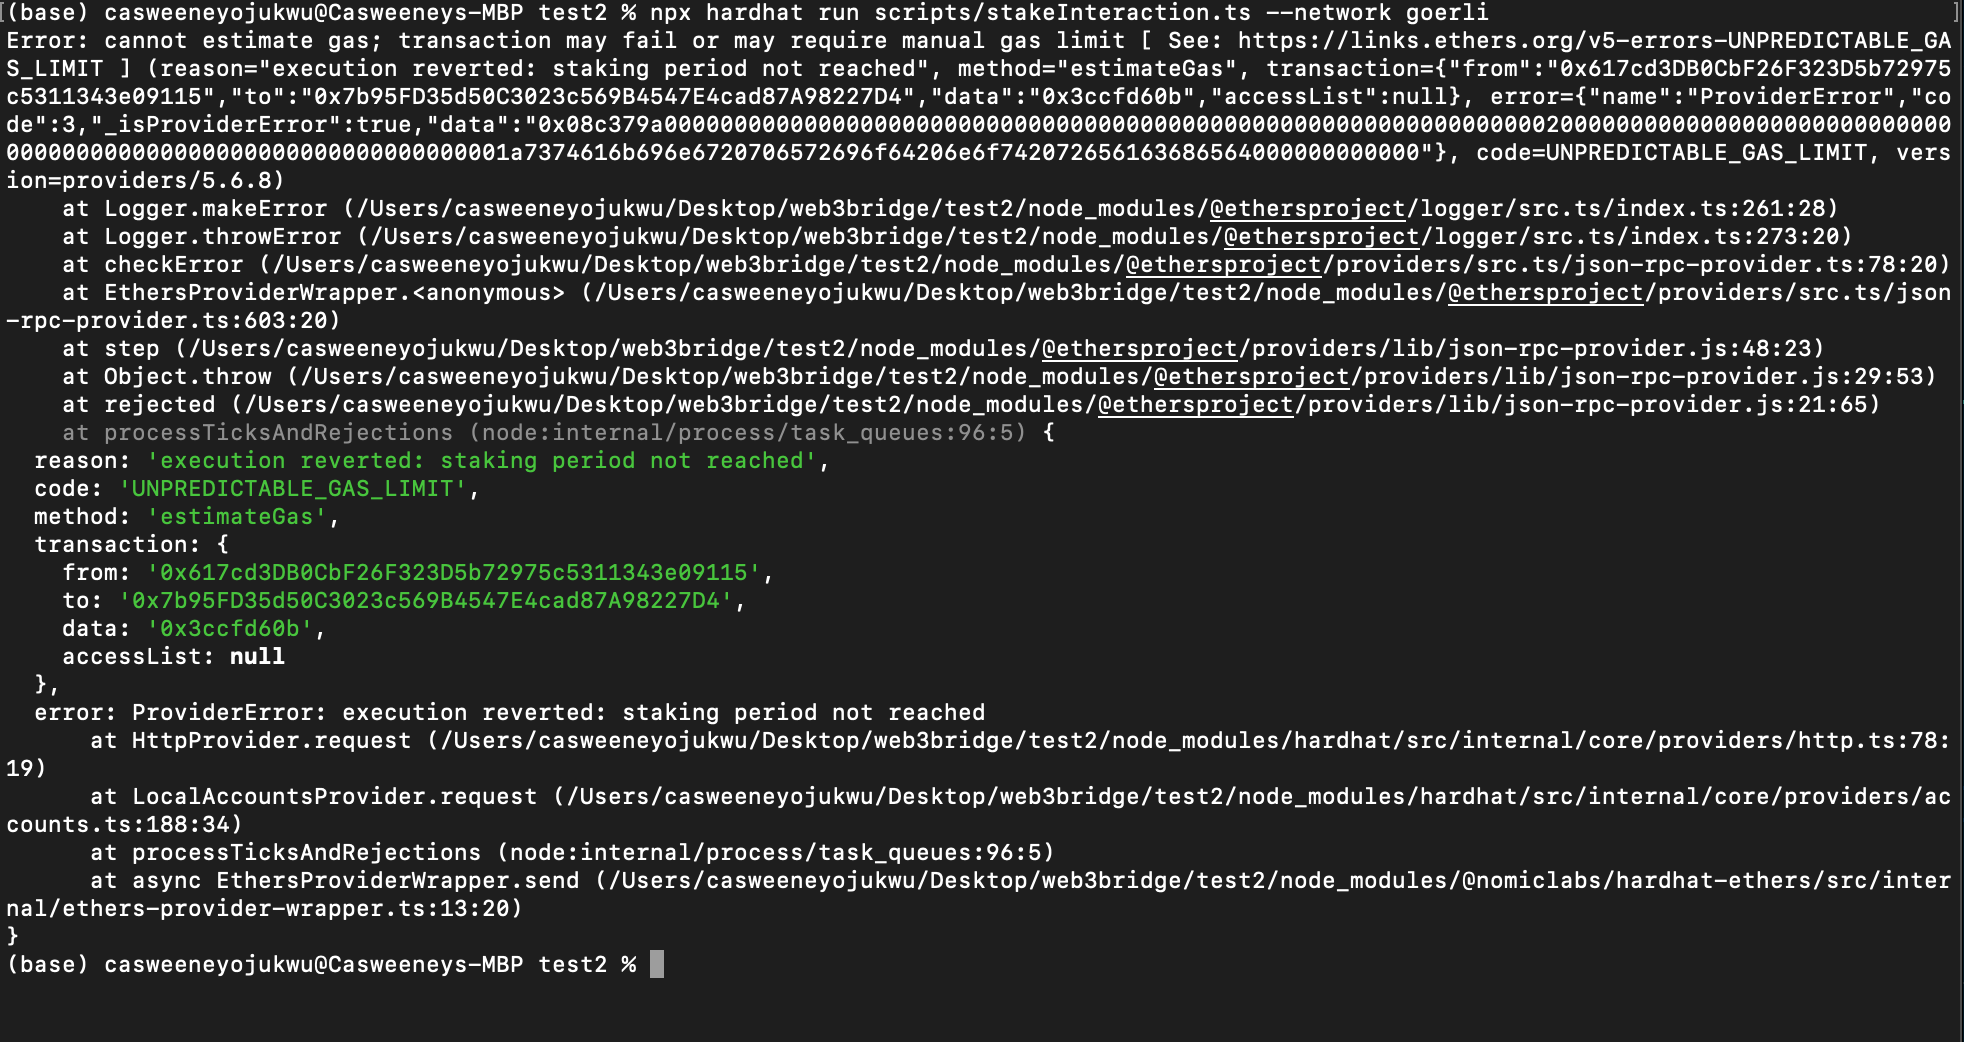 [(base) casweeneyojukwu@Casweeneys-MBP test2 % npx hardhat run scripts/stakeInteraction.ts --network goerli ]
Error: cannot estimate gas; transaction may fail or may require manual gas limit [ See: https://links.ethers.org/v5-errors-UNPREDICTABLE_GA
S_LIMIT ] (reason="execution reverted: staking period not reached", method="estimateGas", transaction={"from":"0x617cd3DB0CbF26F323D5b72975
c5311343e09115","to":"0x7b95FD35d50C3023c569B4547E4cad87A98227D4","data":"0x3ccfd60b","accessList":null}, error={"name":"ProviderError","co
de":3,"_isProviderError":true,"data":"0x08c379a00000000000000000000000000000000000000000000000000000000000000020000000000000000000000000000
00000000000000000000000000000000001a7374616b696e6720706572696f64206e6f742072656163686564000000000000"}, code=UNPREDICTABLE_GAS_LIMIT, vers
ion=providers/5.6.8)
    at Logger.makeError (/Users/casweeneyojukwu/Desktop/web3bridge/test2/node_modules/@ethersproject/logger/src.ts/index.ts:261:28)
    at Logger.throwError (/Users/casweeneyojukwu/Desktop/web3bridge/test2/node_modules/@ethersproject/logger/src.ts/index.ts:273:20)
    at checkError (/Users/casweeneyojukwu/Desktop/web3bridge/test2/node_modules/@ethersproject/providers/src.ts/json-rpc-provider.ts:78:20)
    at EthersProviderWrapper.<anonymous> (/Users/casweeneyojukwu/Desktop/web3bridge/test2/node_modules/@ethersproject/providers/src.ts/json
-rpc-provider.ts:603:20)
    at step (/Users/casweeneyojukwu/Desktop/web3bridge/test2/node_modules/@ethersproject/providers/lib/json-rpc-provider.js:48:23)
    at Object.throw (/Users/casweeneyojukwu/Desktop/web3bridge/test2/node_modules/@ethersproject/providers/lib/json-rpc-provider.js:29:53)
    at rejected (/Users/casweeneyojukwu/Desktop/web3bridge/test2/node_modules/@ethersproject/providers/lib/json-rpc-provider.js:21:65)
    at processTicksAndRejections (node:internal/process/task_queues:96:5) {
  reason: 'execution reverted: staking period not reached',
  code: 'UNPREDICTABLE_GAS_LIMIT',
  method: 'estimateGas',
  transaction: {
    from: '0x617cd3DB0CbF26F323D5b72975c5311343e09115',
    to: '0x7b95FD35d50C3023c569B4547E4cad87A98227D4',
    data: '0x3ccfd60b',
    accessList: null
  },
  error: ProviderError: execution reverted: staking period not reached
      at HttpProvider.request (/Users/casweeneyojukwu/Desktop/web3bridge/test2/node_modules/hardhat/src/internal/core/providers/http.ts:78:
19)
      at LocalAccountsProvider.request (/Users/casweeneyojukwu/Desktop/web3bridge/test2/node_modules/hardhat/src/internal/core/providers/ac
counts.ts:188:34)
      at processTicksAndRejections (node:internal/process/task_queues:96:5)
      at async EthersProviderWrapper.send (/Users/casweeneyojukwu/Desktop/web3bridge/test2/node_modules/@nomiclabs/hardhat-ethers/src/inter
nal/ethers-provider-wrapper.ts:13:20)
}
(base) casweeneyojukwu@Casweeneys-MBP test2 %